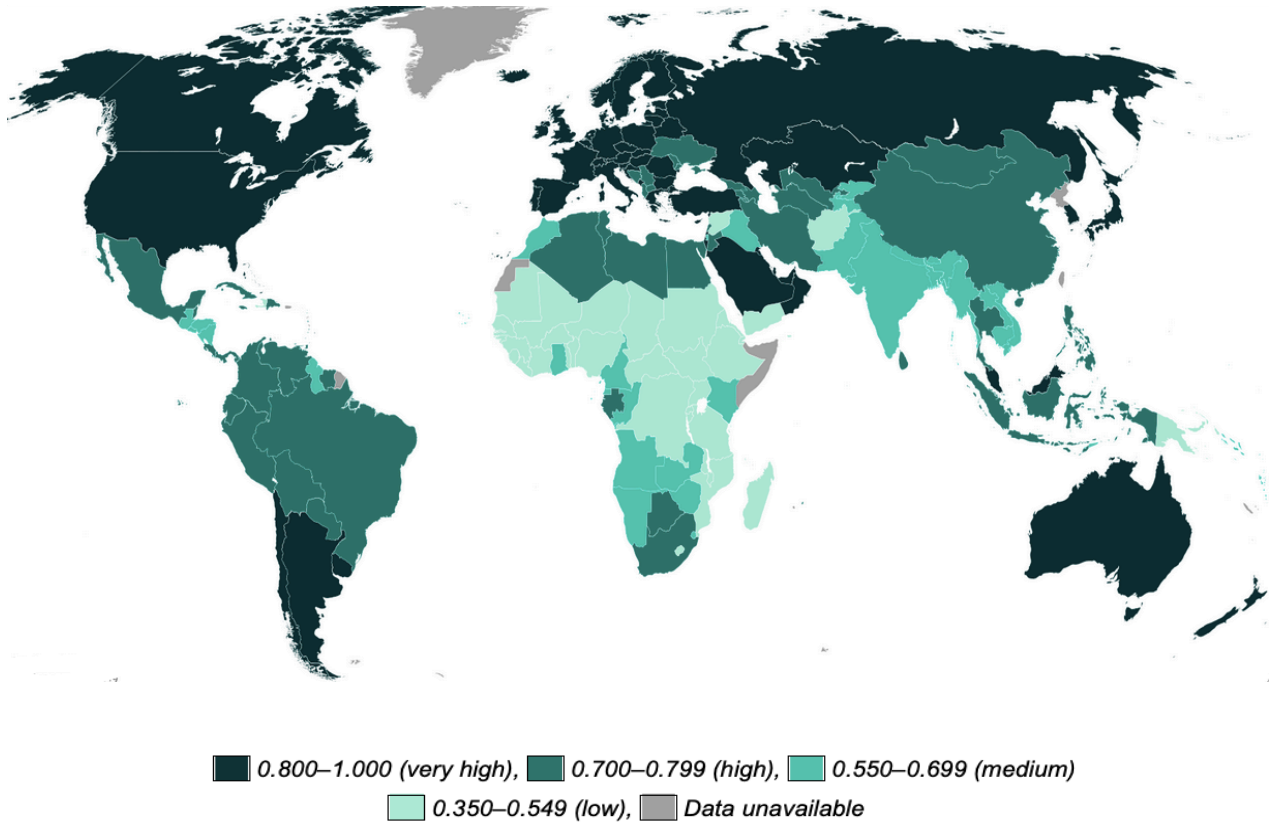 0.800–1.000 (very high), 0.700–0.799 (high), 0.550–0.699 (medium)
0.350–0.549 (low), Data unavailable